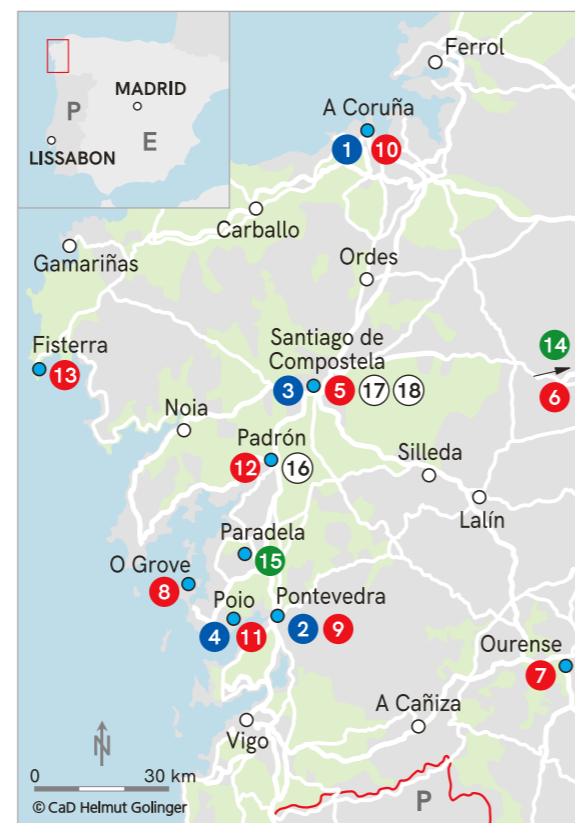 MADRID
P
E
LISSABON
Ferrol
A Coruña
1 10
Carballo
Gamariñas
Ordes
Fisterra
13
Santiago de
Compostela
3 5 17 18
14
6
Noia
Padrón
12 16
Silleda
Lalín
Paradela
15
O Grove
8
Poio
4 11
Pontevedra
2 9
Ourense
7
A Cañiza
Vigo
N
0 30 km
© CaD Helmut Golinger
P